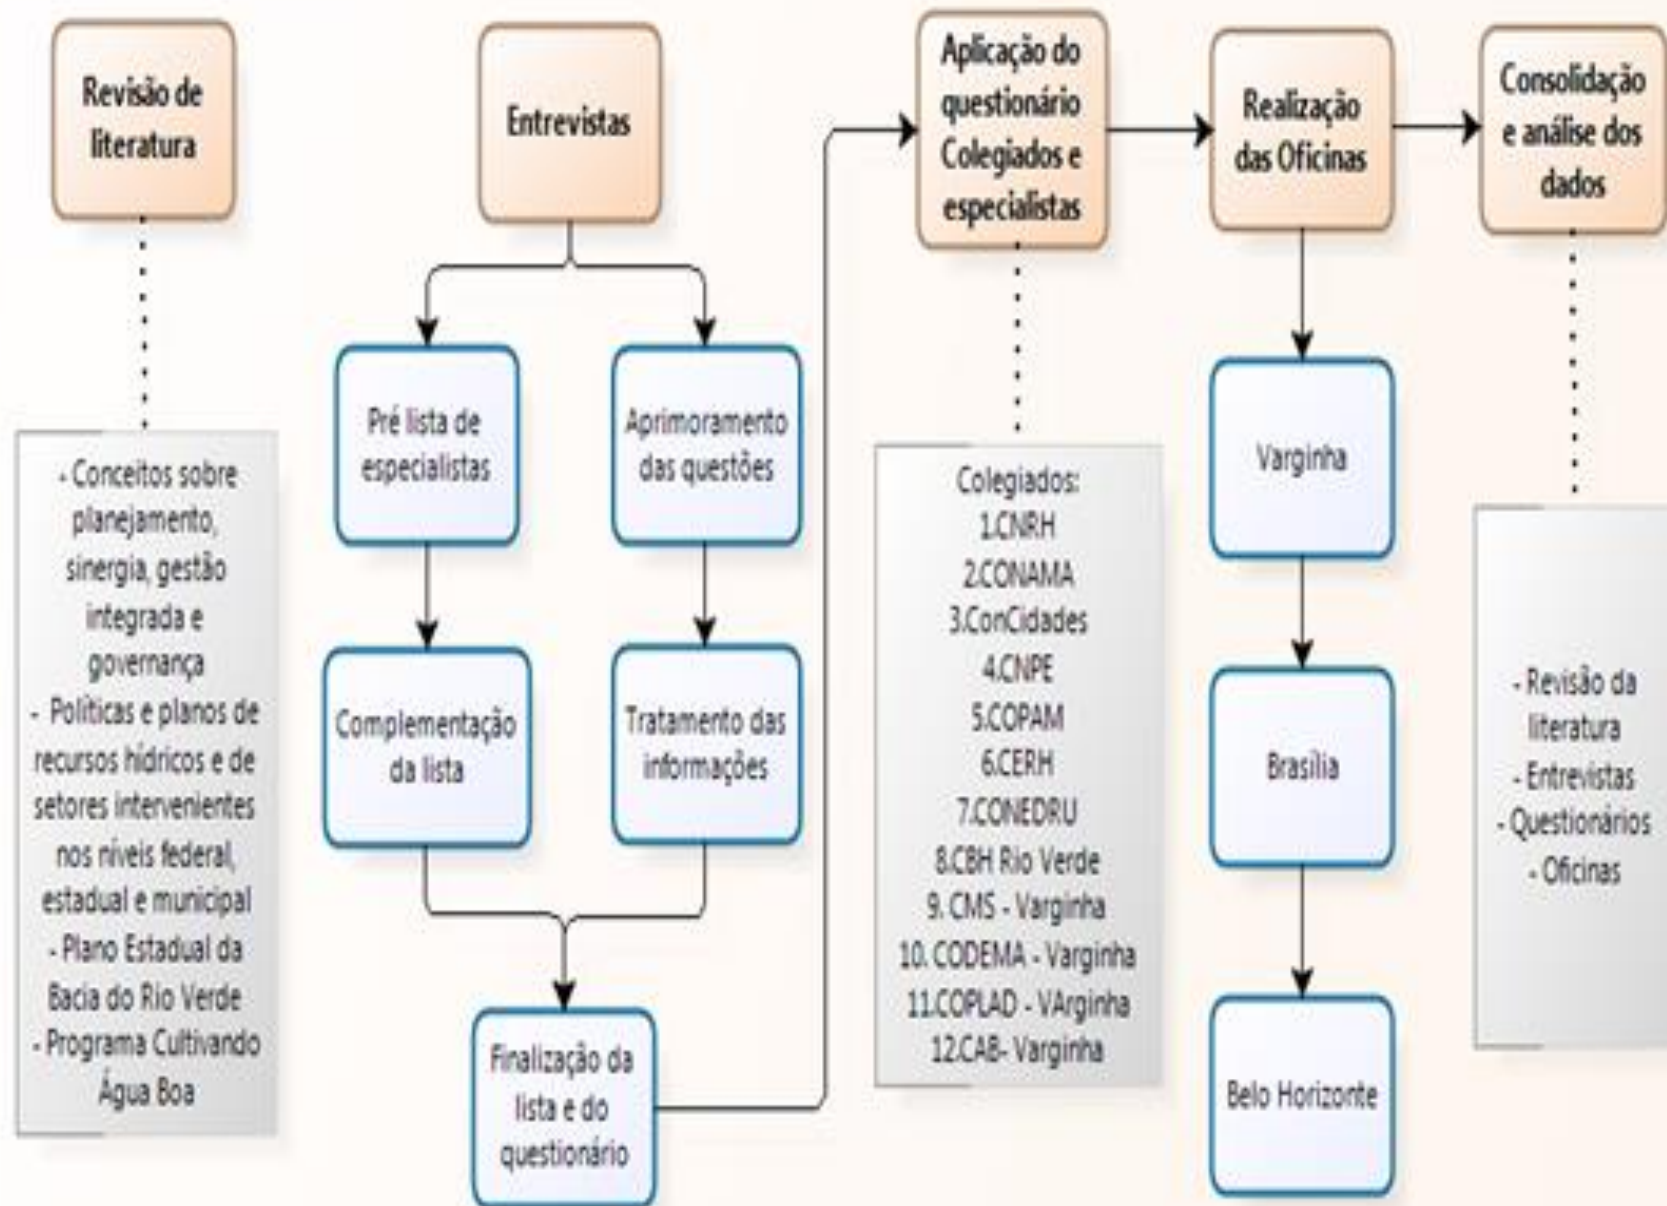 Revisão de
literatura
- Conceitos sobre
planejamento,
sinergia, gestão
integrada e
governança
- Políticas e planos de
recursos hídricos e de
setores intervenientes
nos níveis federal,
estadual e municipal
- Plano Estadual da
Bacia do Rio Verde
- Programa Cultivando
Água Boa
Entrevistas
Pré lista de
especialistas
Complementação
da lista
Aprimoramento
das questões
Tratamento das
informações
Finalização da
lista e do
questionário
Aplicação do
questionário
Colegiados e
especialistas
Colegiados:
1.CNRH
2.CONAMA
3.ConCidades
4.CNPE
5.COPAM
6.CERH
7.CONEDRU
8.CBH Rio Verde
9. CMS - Varginha
10. CODEMA - Varginha
11.COPLAD - VArginha
12.CAB- Varginha
Realização
das Oficinas
Varginha
Brasília
Belo Horizonte
Consolidação
e análise dos
dados
- Revisão da
literatura
- Entrevistas
- Questionários
- Oficinas